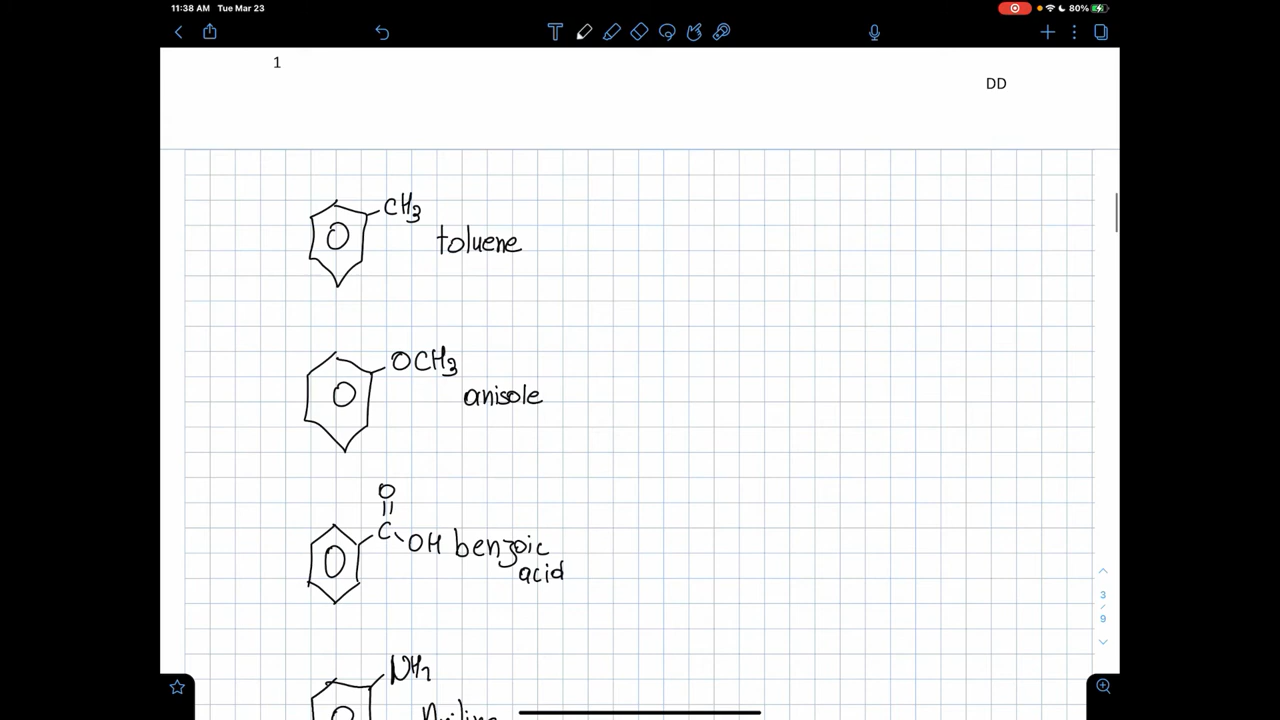 11:38 AM Tue Mar 23
80%
1
DD
CH3
toluene
OCH3
anisole
O
C
OH benzoic
acid
3
/
9
NH2
Aniline